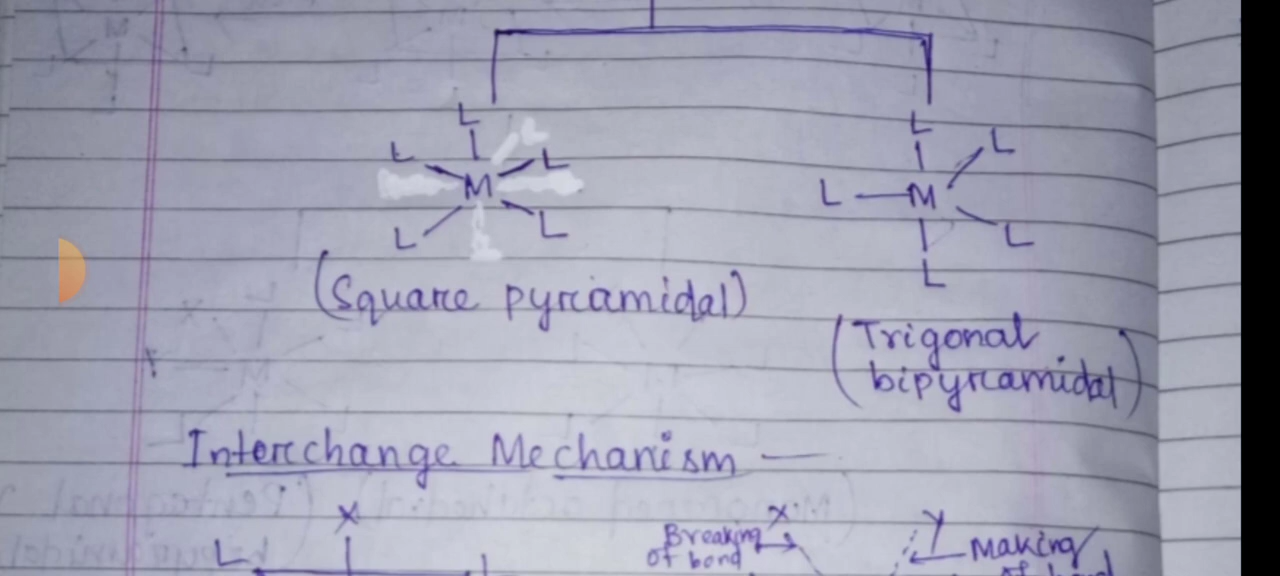 L
L L
M
L L
(Square pyramidal)
L
L
L M
L
L
(Trigonal
bipyramidal)
Interchange Mechanism —
X
L
Breaking X
of bond
Y
Making